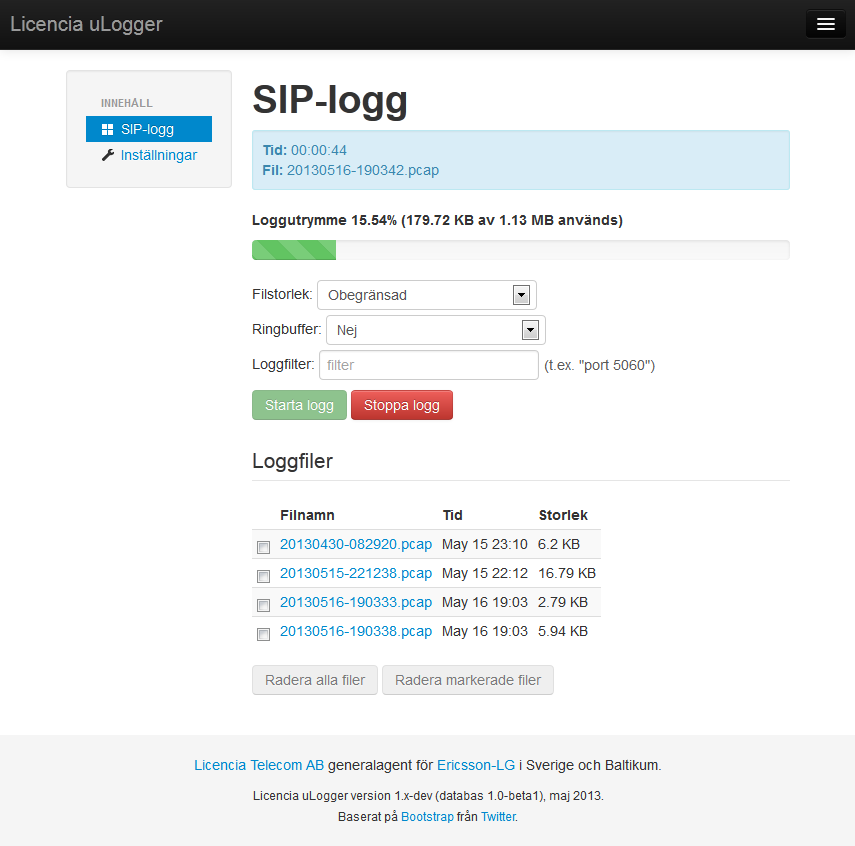 Licencia uLogger
INNEHÅLL
SIP-logg
Inställningar
SIP-logg
Tid: 00:00:44
Fil: 20130516-190342.pcap
Loggutrymme 15.54% (179.72 KB av 1.13 MB används)
Filstorlek: Obegränsad
Ringbuffer: Nej
Loggfilter: filter (t.ex. "port 5060")
Starta logg Stoppa logg
Loggfiler
Filnamn Tid Storlek
20130430-082920.pcap May 15 23:10 6.2 KB
20130515-221238.pcap May 15 22:12 16.79 KB
20130516-190333.pcap May 16 19:03 2.79 KB
20130516-190338.pcap May 16 19:03 5.94 KB
Radera alla filer Radera markerade filer
Licencia Telecom AB generalagent för Ericsson-LG i Sverige och Baltikum.
Licencia uLogger version 1.x-dev (databas 1.0-beta1), maj 2013.
Baserat på Bootstrap från Twitter.